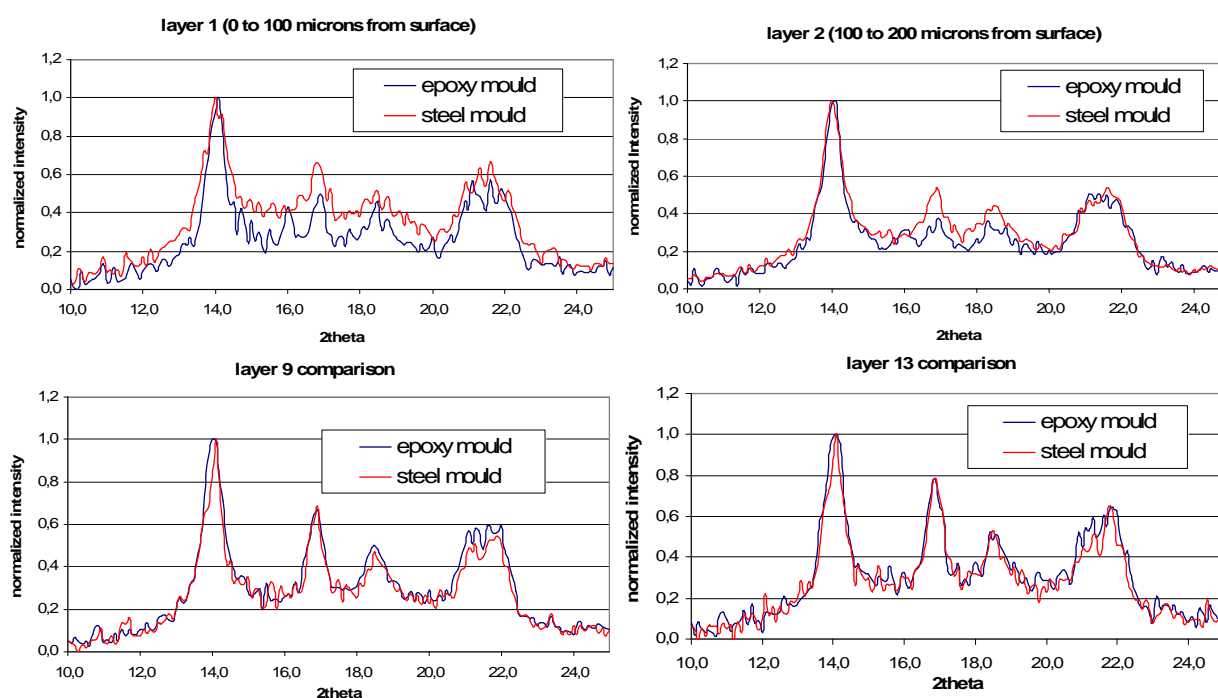 layer 1 (0 to 100 microns from surface)
normalized intensity
1,2
1,0
0,8
0,6
0,4
0,2
0,0
epoxy mould
steel mould
10,0 12,0 14,0 16,0 18,0 20,0 22,0 24,0
2theta
layer 2 (100 to 200 microns from surface)
normalized Intensity
1,2
1,0
0,8
0,6
0,4
0,2
0,0
epoxy mould
steel mould
10,0 12,0 14,0 16,0 18,0 20,0 22,0 24,0
2theta
layer 9 comparison
normalized intensity
1,2
1,0
0,8
0,6
0,4
0,2
0,0
epoxy mould
steel mould
10,0 12,0 14,0 16,0 18,0 20,0 22,0 24,0
2theta
layer 13 comparison
normalized intensity
1,2
1,0
0,8
0,6
0,4
0,2
0,0
epoxy mould
steel mould
10,0 12,0 14,0 16,0 18,0 20,0 22,0 24,0
2theta